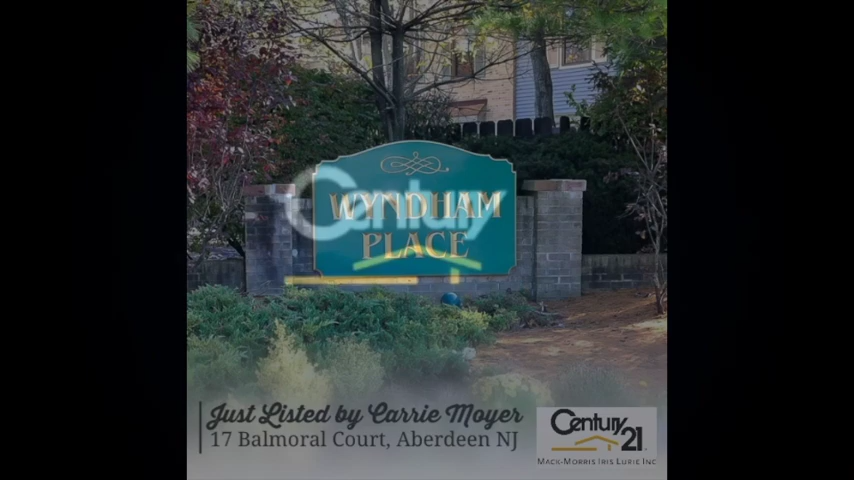 WYNDHAM
PLACE
Century
Just Listed by Carrie Moyer
17 Balmoral Court, Aberdeen NJ
Century 21
MACK-MORRIS IRIS LURIE INC